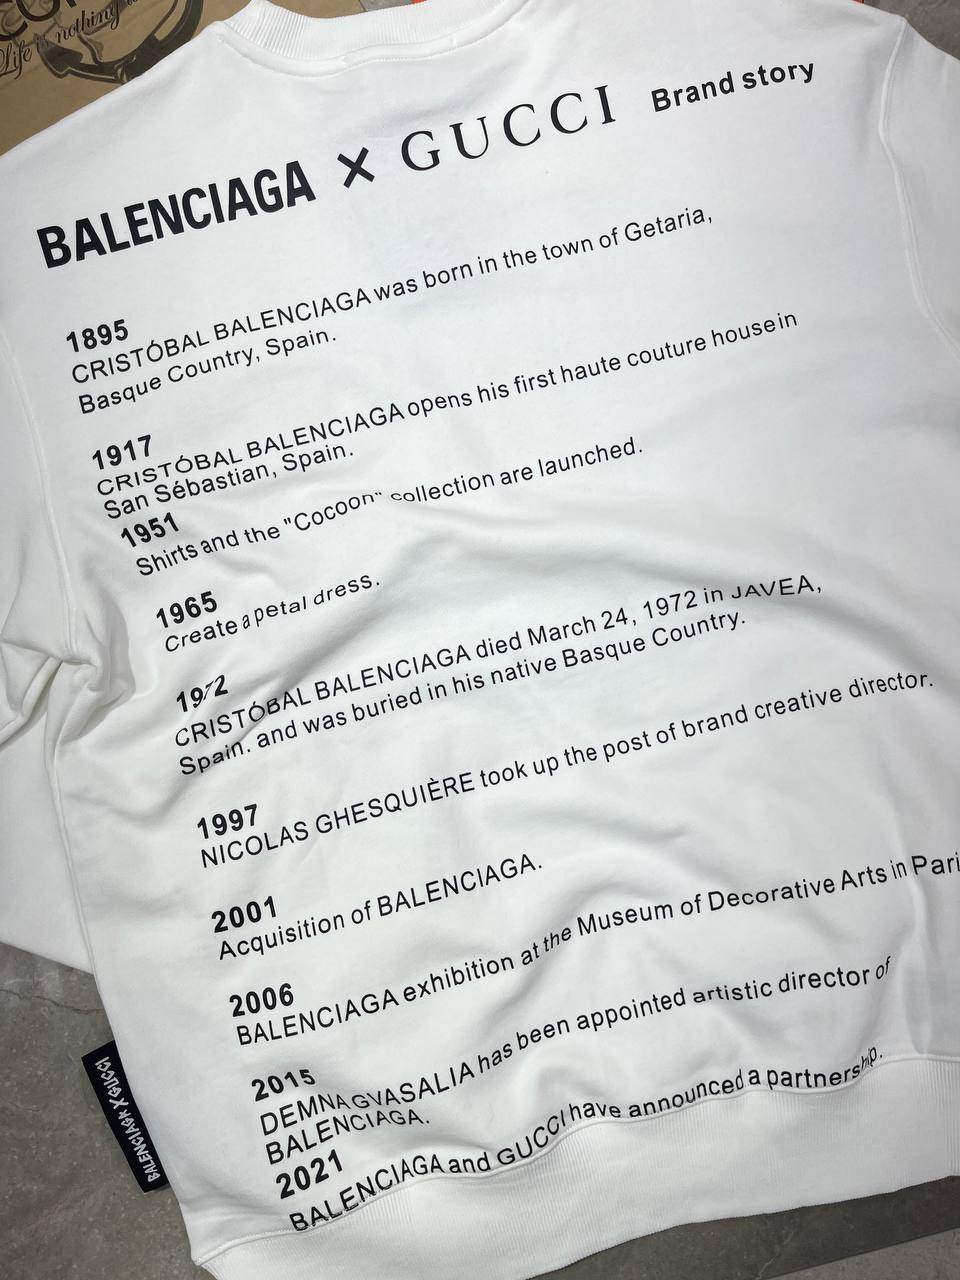 Life is nothing
BALENCIAGA X GUCCI Brand story
1895
CRISTÓBAL BALENCIAGA was born in the town of Getaria,
Basque Country, Spain.
1917
CRISTÓBAL BALENCIAGA opens his first haute couture house in
San Sébastian, Spain.
1951
Shirts and the "Cocoon" collection are launched.
1965
Create a petal dress.
1972
CRISTÓBAL BALENCIAGA died March 24, 1972 in JAVEA,
Spain. and was buried in his native Basque Country.
1997
NICOLAS GHESQUIÈRE took up the post of brand creative director.
2001
Acquisition of BALENCIAGA.
2006
BALENCIAGA exhibition at the Museum of Decorative Arts in Pari
2015
DEMNA GVASALIA has been appointed artistic director of
BALENCIAGA.
2021
BALENCIAGA and GUCCI have announced a partnership.
BALENCIAGA X GUCCI